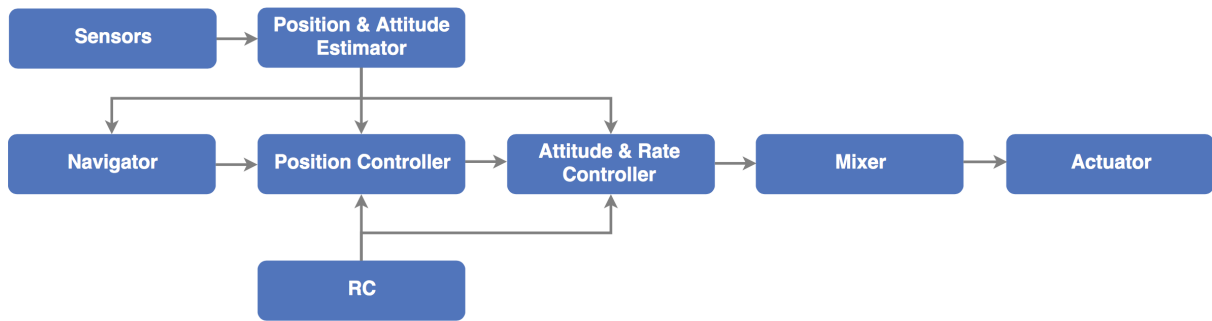 Sensors
Position & Attitude
Estimator
Navigator
Position Controller
Attitude & Rate
Controller
Mixer
Actuator
RC